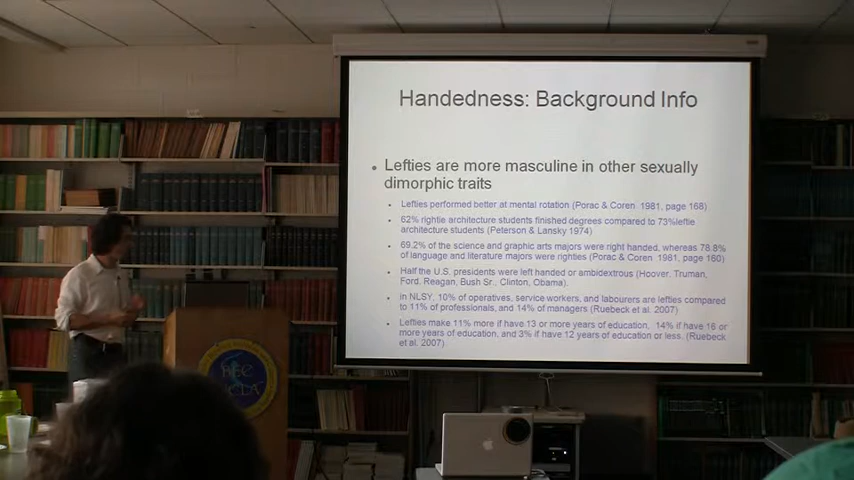 Handedness: Background Info
• Lefties are more masculine in other sexually
dimorphic traits
• Lefties performed better at mental rotation (Porac & Coren 1981, page 168)
• 62% rightie architecture students finished degrees compared to 73%leftie
architecture students (Peterson & Lansky 1974)
• 69.2% of the science and graphic arts majors were right handed, whereas 78.8%
of language and literature majors were righties (Porac & Coren 1981, page 160)
• Half the U.S. presidents were left handed or ambidextrous (Hoover, Truman,
Ford, Reagan, Bush Sr., Clinton, Obama).
• In NLSY, 10% of operatives, service workers, and labourers are lefties compared
to 11% of professionals, and 14% of managers (Ruebeck et al. 2007)
• Lefties make 11% more if have 13 or more years of education, 14% if have 16 or
more years of education, and 3% if have 12 years of education or less. (Ruebeck
et al. 2007)